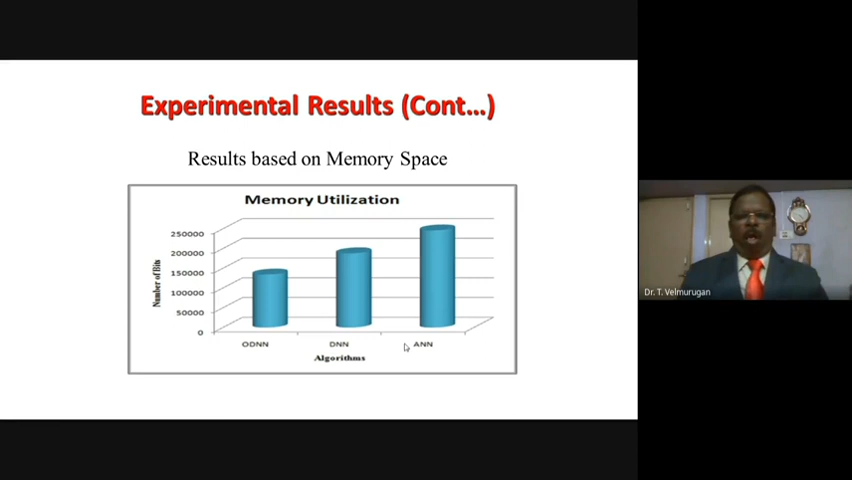 Experimental Results (Cont...)
Results based on Memory Space
Memory Utilization
250000
200000
150000
100000
50000
0
Number of Bits
ODNN DNN ANN
Algorithms
Dr. T. Velmurugan